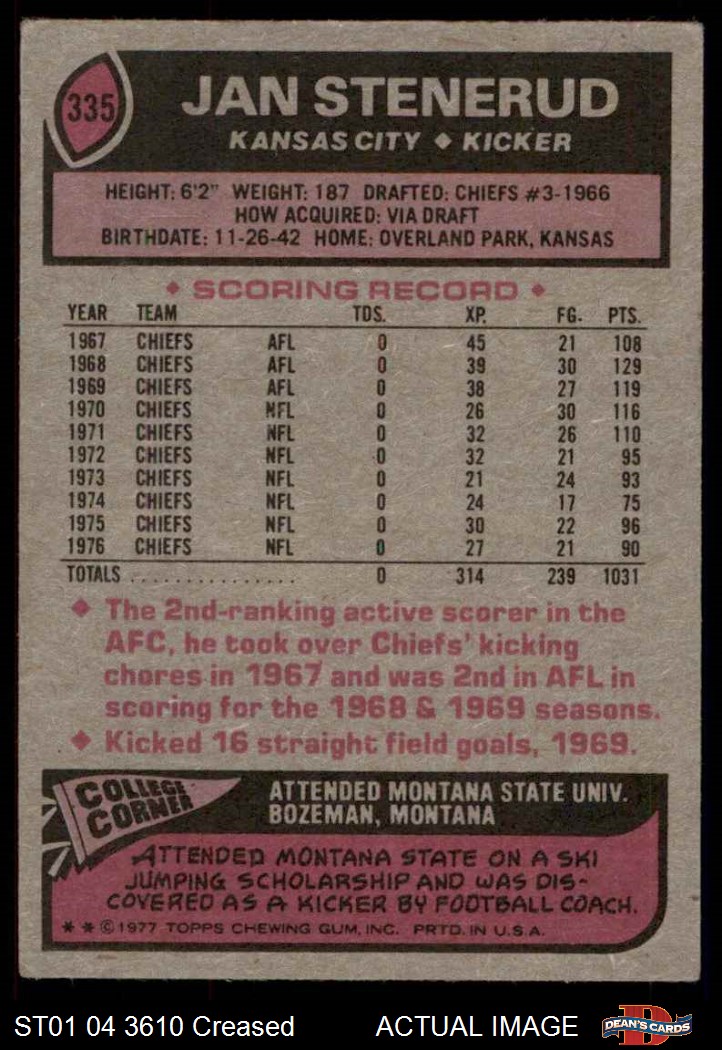 335
JAN STENERUD
KANSAS CITY ◆ KICKER
HEIGHT: 6'2" WEIGHT: 187 DRAFTED: CHIEFS #3-1966
HOW ACQUIRED: VIA DRAFT
BIRTHDATE: 11-26-42 HOME: OVERLAND PARK, KANSAS
◆ SCORING RECORD ◆
YEAR TEAM TDS. XP. FG. PTS.
1967 CHIEFS AFL 0 45 21 108
1968 CHIEFS AFL 0 39 30 129
1969 CHIEFS AFL 0 38 27 119
1970 CHIEFS NFL 0 26 30 116
1971 CHIEFS NFL 0 32 26 110
1972 CHIEFS NFL 0 32 21 95
1973 CHIEFS NFL 0 21 24 93
1974 CHIEFS NFL 0 24 17 75
1975 CHIEFS NFL 0 30 22 96
1976 CHIEFS NFL 0 27 21 90
TOTALS ............... 0 314 239 1031
◆ The 2nd-ranking active scorer in the
AFC, he took over Chiefs' kicking
chores in 1967 and was 2nd in AFL in
scoring for the 1968 & 1969 seasons.
◆ Kicked 16 straight field goals, 1969.
COLLEGE
CORNER
ATTENDED MONTANA STATE UNIV.
BOZEMAN, MONTANA
ATTENDED MONTANA STATE ON A SKI
JUMPING SCHOLARSHIP AND WAS DIS-
COVERED AS A KICKER BY FOOTBALL COACH.
* * © 1977 TOPPS CHEWING GUM, INC. PRTD. IN U.S.A.
ST01 04 3610 Creased ACTUAL IMAGE
D
DEAN'S CARDS